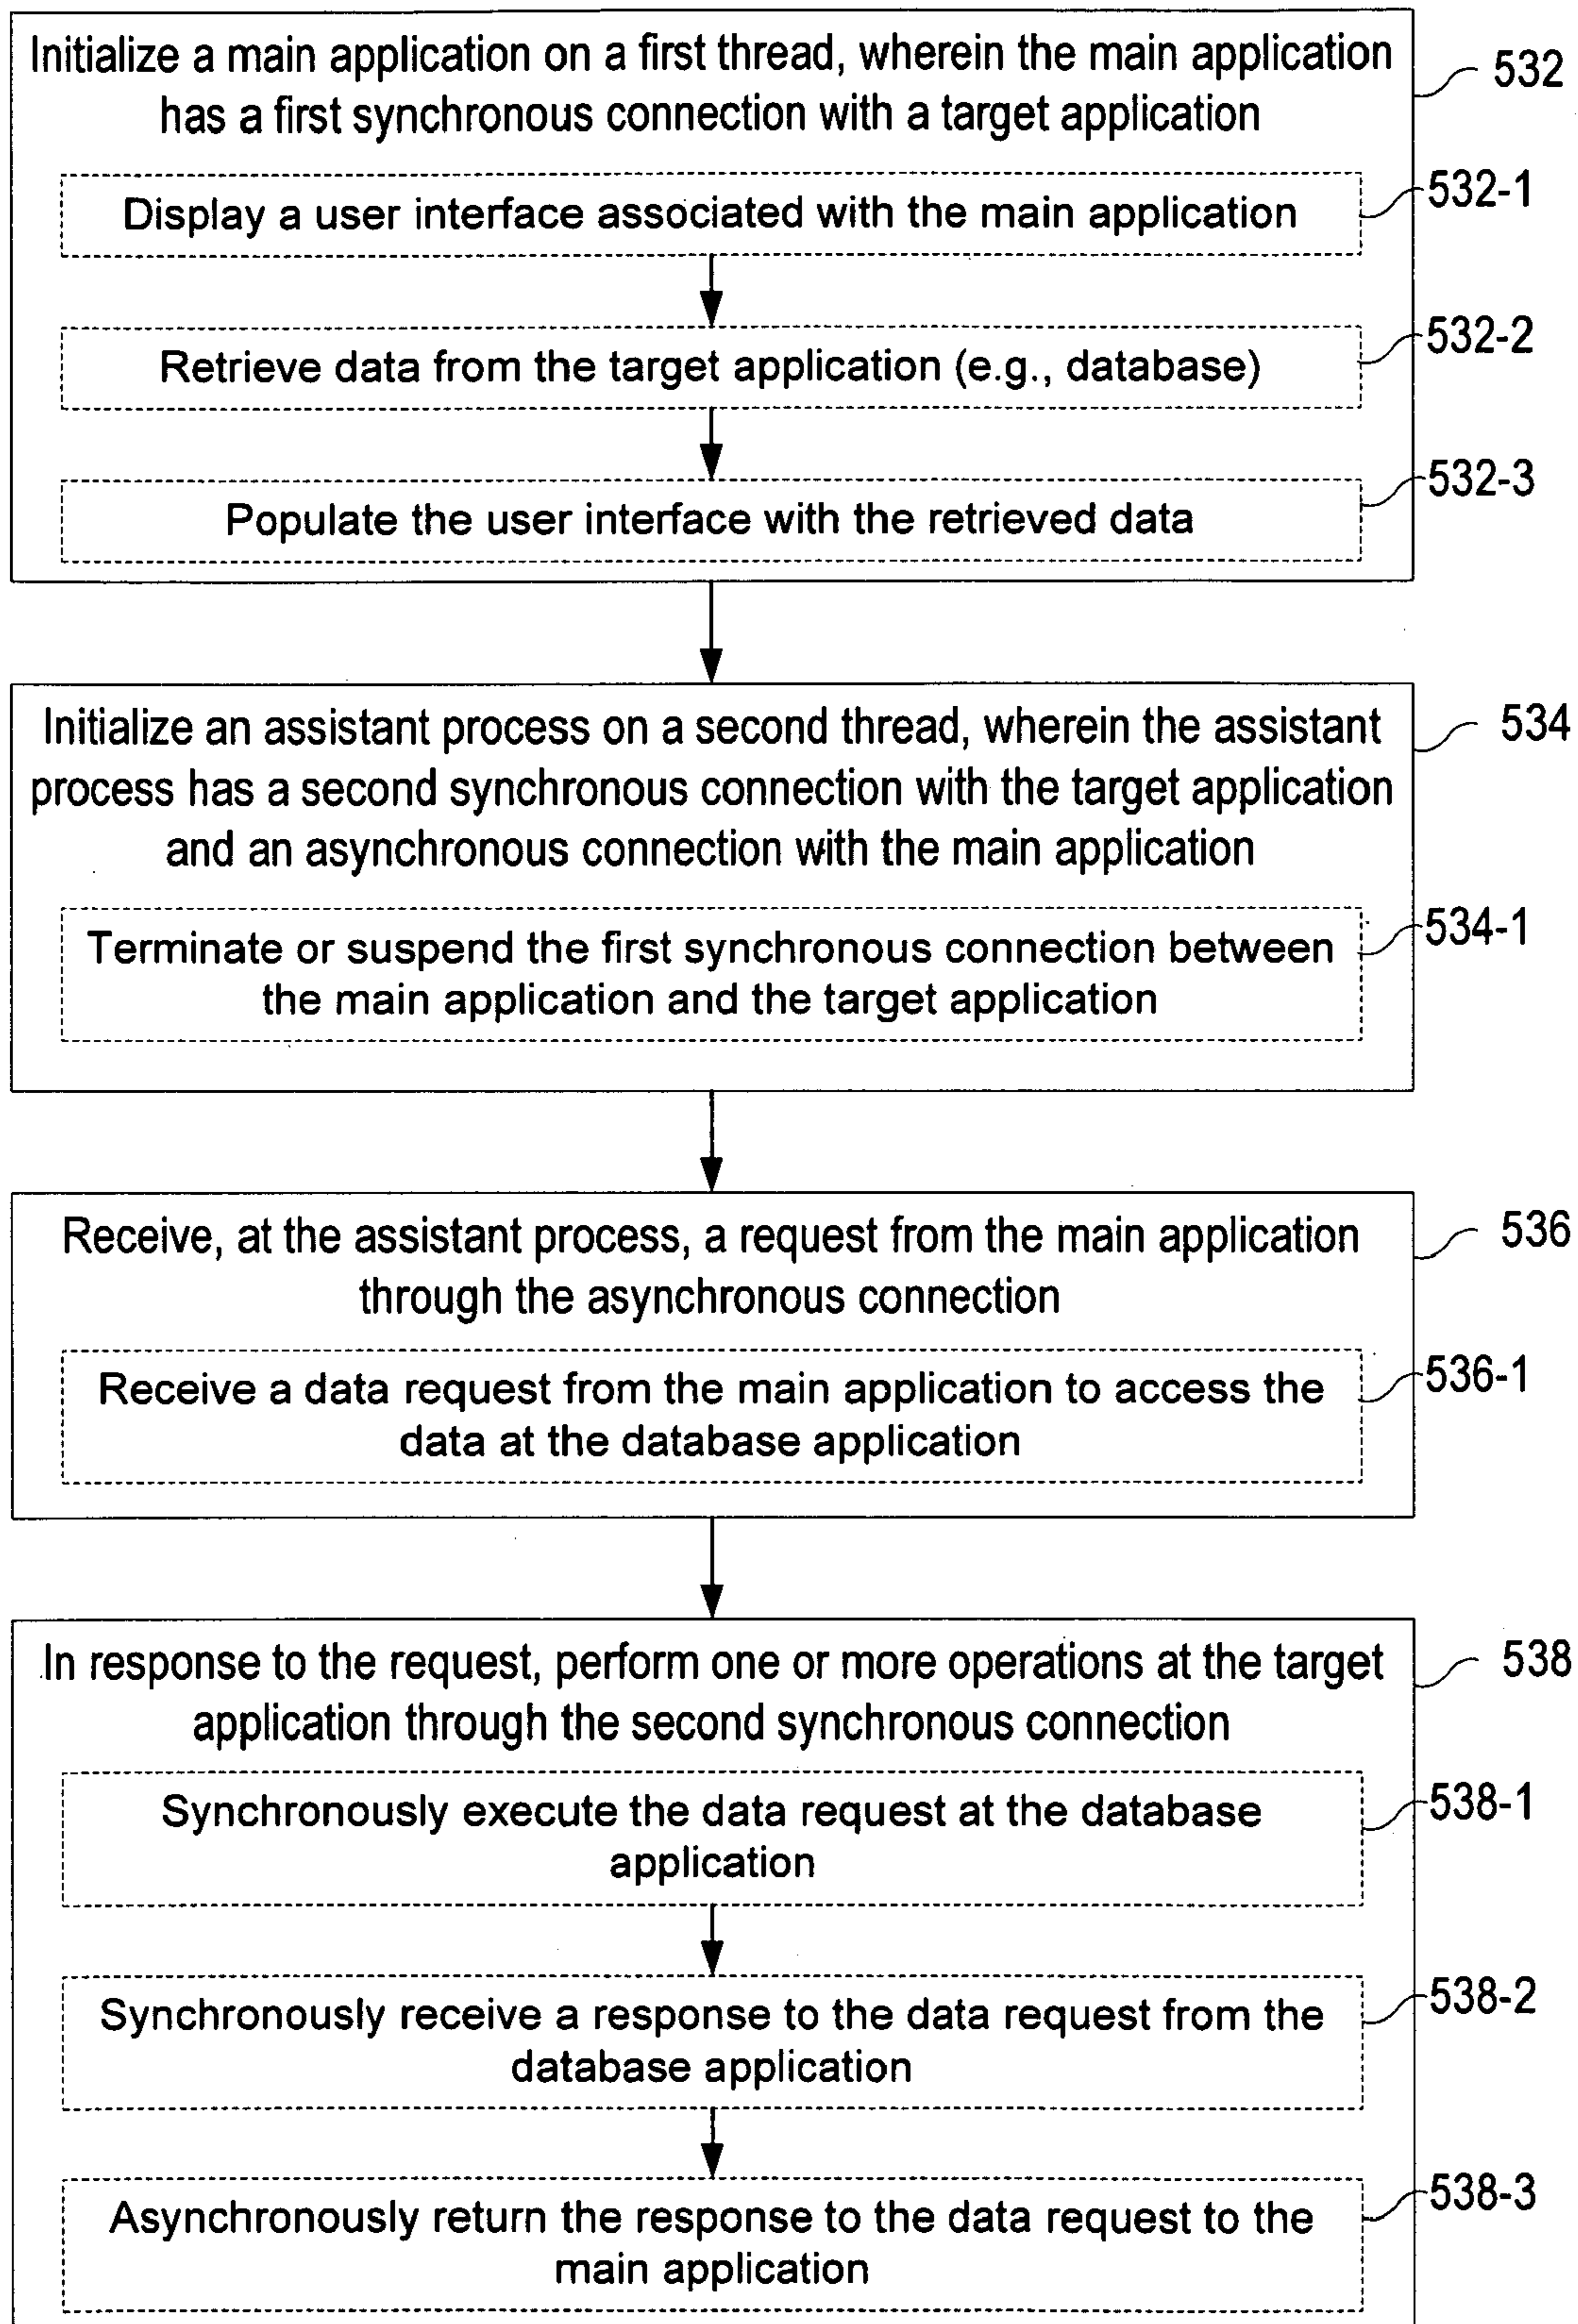 Initialize a main application on a first thread, wherein the main application
has a first synchronous connection with a target application
532
Display a user interface associated with the main application
532-1
Retrieve data from the target application (e.g., database)
532-2
Populate the user interface with the retrieved data
532-3
Initialize an assistant process on a second thread, wherein the assistant
process has a second synchronous connection with the target application
and an asynchronous connection with the main application
534
Terminate or suspend the first synchronous connection between
the main application and the target application
534-1
Receive, at the assistant process, a request from the main application
through the asynchronous connection
536
Receive a data request from the main application to access the
data at the database application
536-1
In response to the request, perform one or more operations at the target
application through the second synchronous connection
538
Synchronously execute the data request at the database
application
538-1
Synchronously receive a response to the data request from the
database application
538-2
Asynchronously return the response to the data request to the
main application
538-3